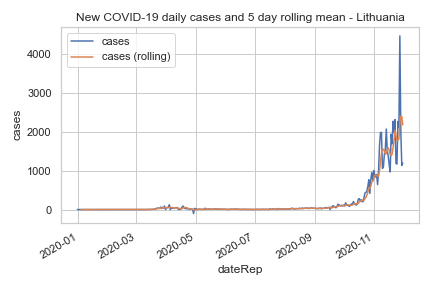 New COVID-19 daily cases and 5 day rolling mean - Lithuania
cases
cases (rolling)
4000
3000
2000
1000
0
cases
2020-01
2020-03
2020-05
2020-07
2020-09
2020-11
dateRep